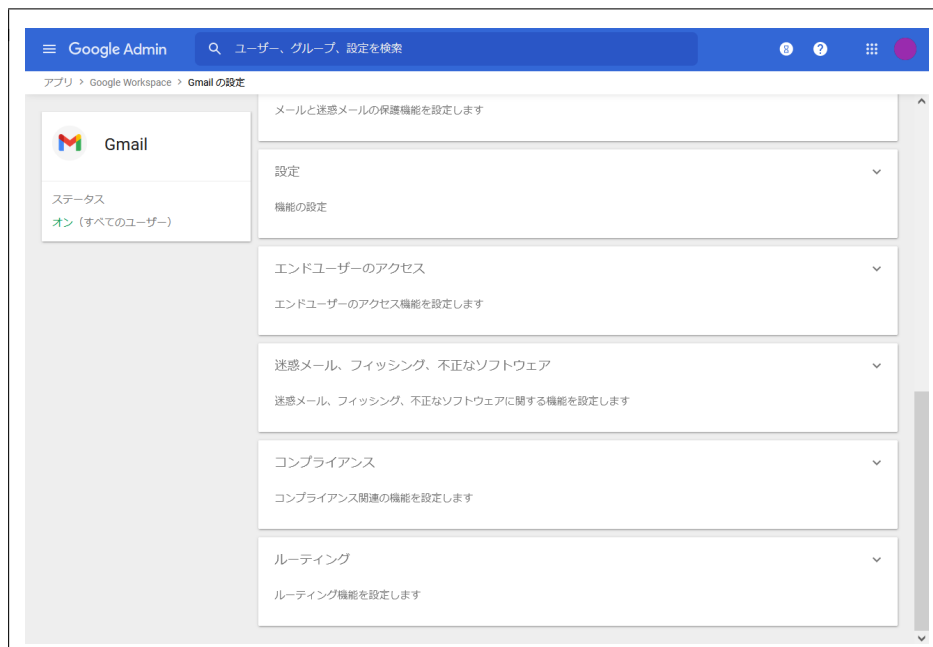 Google Admin
ユーザー、グループ、設定を検索
8
?
アプリ > Google Workspace > Gmail の設定
Gmail
ステータス
オン（すべてのユーザー）
メールと迷惑メールの保護機能を設定します
設定
機能の設定
エンドユーザーのアクセス
エンドユーザーのアクセス機能を設定します
迷惑メール、フィッシング、不正なソフトウェア
迷惑メール、フィッシング、不正なソフトウェアに関する機能を設定します
コンプライアンス
コンプライアンス関連の機能を設定します
ルーティング
ルーティング機能を設定します